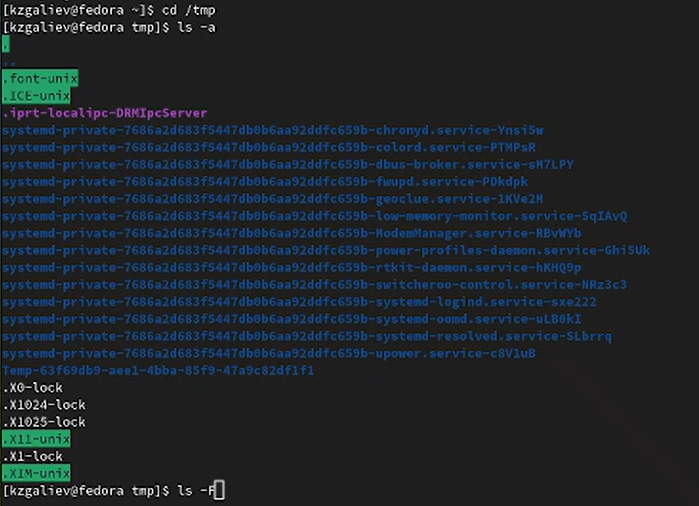 [kzgaliev@fedora ~]$ cd /tmp
[kzgaliev@fedora tmp]$ ls -a
.
..
.font-unix
.ICE-unix
.iprt-localipc-DRMIpcServer
systemd-private-7686a2d683f5447db0b6aa92ddfc659b-chronyd.service-Ynsi5w
systemd-private-7686a2d683f5447db0b6aa92ddfc659b-colord.service-PTMPsR
systemd-private-7686a2d683f5447db0b6aa92ddfc659b-dbus-broker.service-sM7LPY
systemd-private-7686a2d683f5447db0b6aa92ddfc659b-fwupd.service-PDkdpk
systemd-private-7686a2d683f5447db0b6aa92ddfc659b-geoclue.service-1KVe2M
systemd-private-7686a2d683f5447db0b6aa92ddfc659b-low-memory-monitor.service-SqIAvQ
systemd-private-7686a2d683f5447db0b6aa92ddfc659b-ModemManager.service-RBvWYb
systemd-private-7686a2d683f5447db0b6aa92ddfc659b-power-profiles-daemon.service-Ghi5Uk
systemd-private-7686a2d683f5447db0b6aa92ddfc659b-rtkit-daemon.service-hKHQ9p
systemd-private-7686a2d683f5447db0b6aa92ddfc659b-switcheroo-control.service-NRz3c3
systemd-private-7686a2d683f5447db0b6aa92ddfc659b-systemd-logind.service-sxe222
systemd-private-7686a2d683f5447db0b6aa92ddfc659b-systemd-oomd.service-uLB0kI
systemd-private-7686a2d683f5447db0b6aa92ddfc659b-systemd-resolved.service-SLbrrq
systemd-private-7686a2d683f5447db0b6aa92ddfc659b-upower.service-c8V1uB
Temp-63f69db9-aee1-4bba-85f9-47a9c82df1f1
.X0-lock
.X1024-lock
.X1025-lock
.X11-unix
.X1-lock
.XIM-unix
[kzgaliev@fedora tmp]$ ls -F